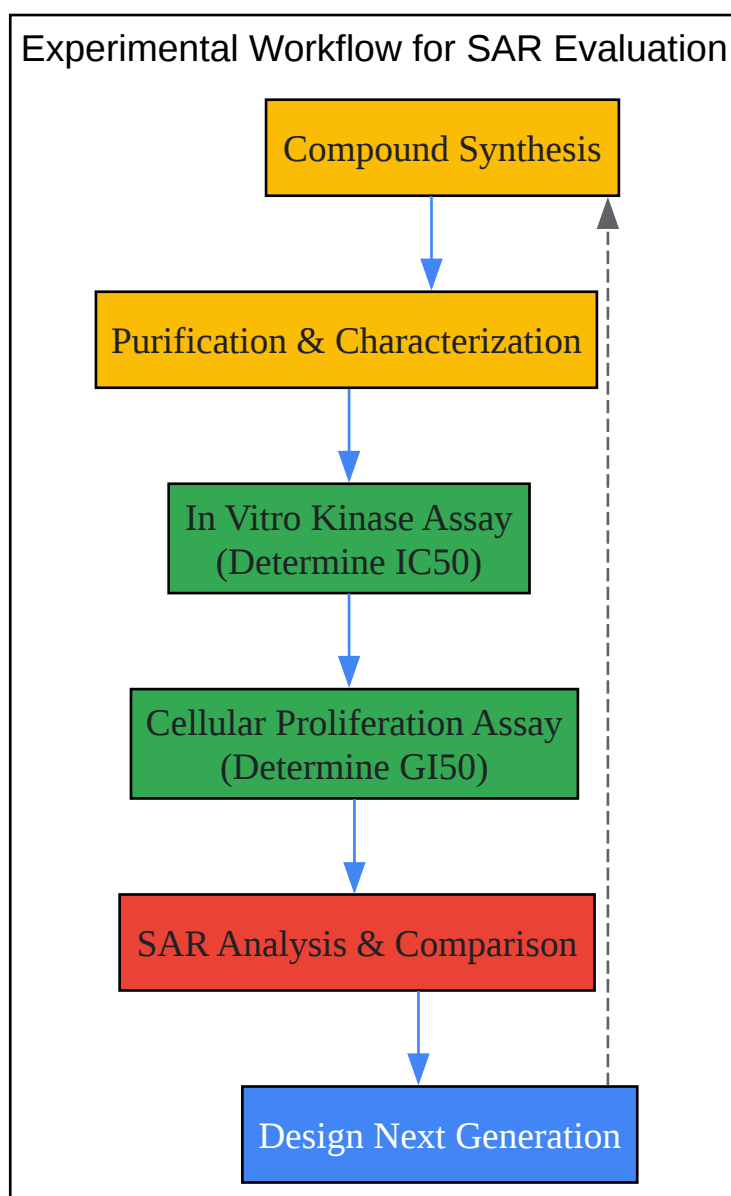 Experimental Workflow for SAR Evaluation
Compound Synthesis
Purification & Characterization
In Vitro Kinase Assay
(Determine IC50)
Cellular Proliferation Assay
(Determine GI50)
SAR Analysis & Comparison
Design Next Generation